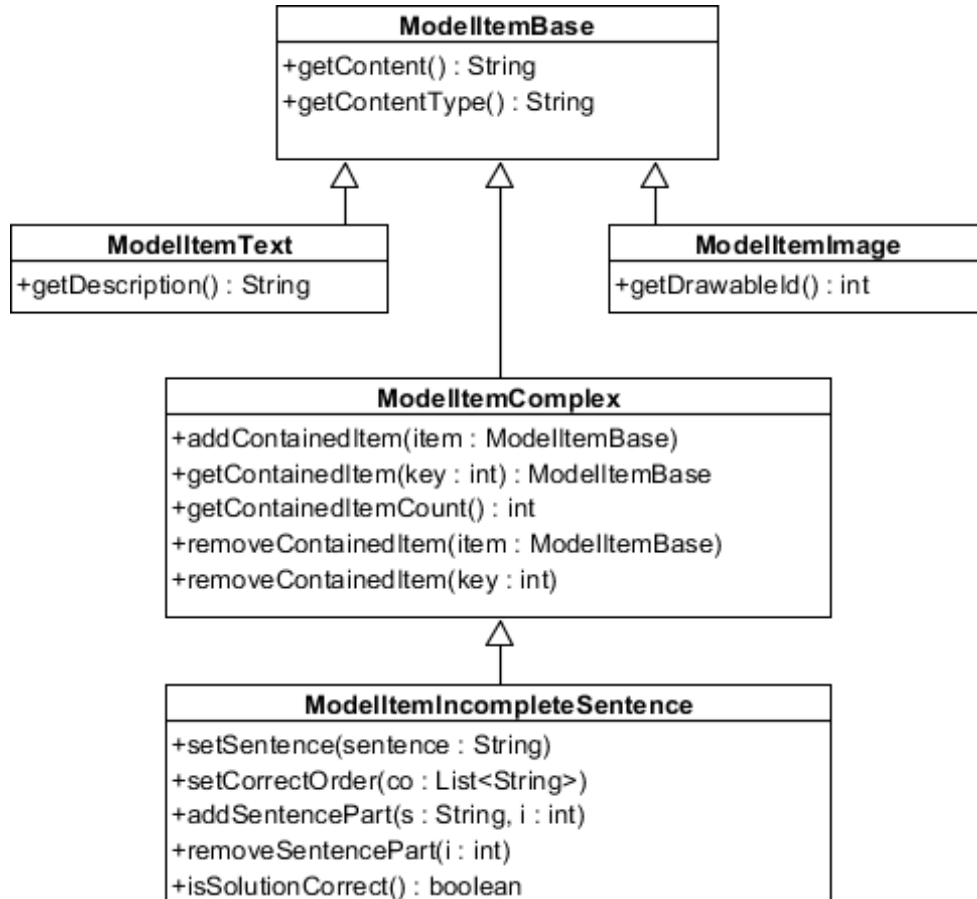 ModelItemBase
+getContent() : String
+getContentType() : String
ModelItemText
+getDescription() : String
ModelItemImage
+getDrawableId() : int
ModelItemComplex
+addContainedItem(item : ModelItemBase)
+getContainedItem(key : int) : ModelItemBase
+getContainedItemCount() : int
+removeContainedItem(item : ModelItemBase)
+removeContainedItem(key : int)
ModelItemIncompleteSentence
+setSentence(sentence : String)
+setCorrectOrder(co : List<String>)
+addSentencePart(s : String, i : int)
+removeSentencePart(i : int)
+isSolutionCorrect() : boolean